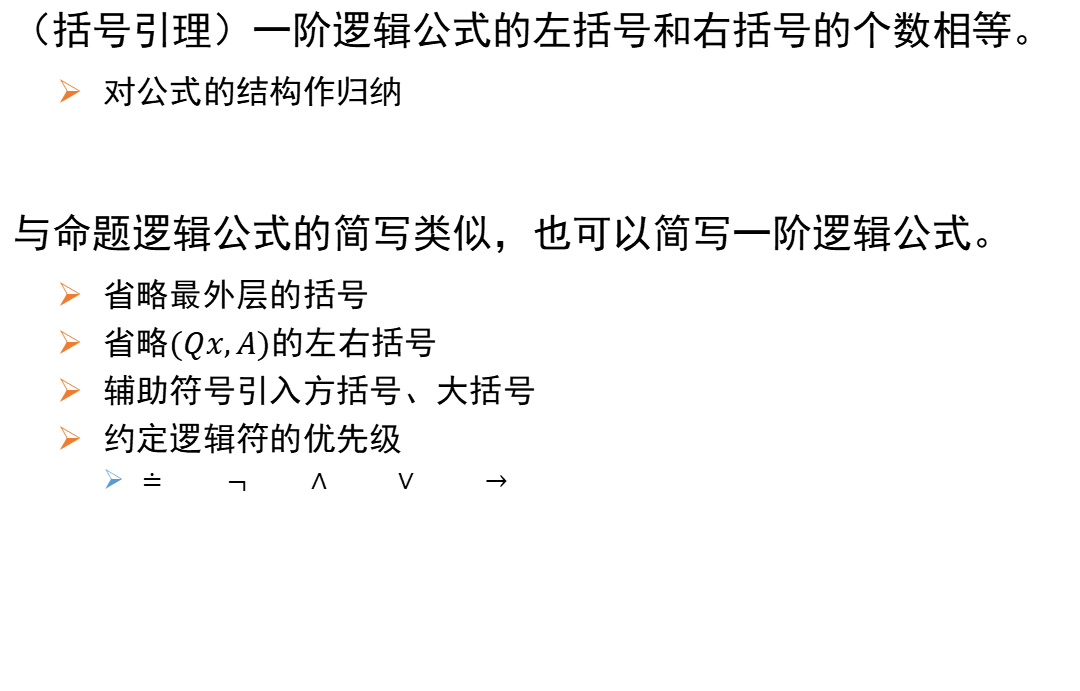 （括号引理）一阶逻辑公式的左括号和右括号的个数相等。
对公式的结构作归纳
与命题逻辑公式的简写类似，也可以简写一阶逻辑公式。
省略最外层的括号
省略(Qx, A)的左右括号
辅助符号引入方括号、大括号
约定逻辑符的优先级
≐ ¬ ∧ ∨ →